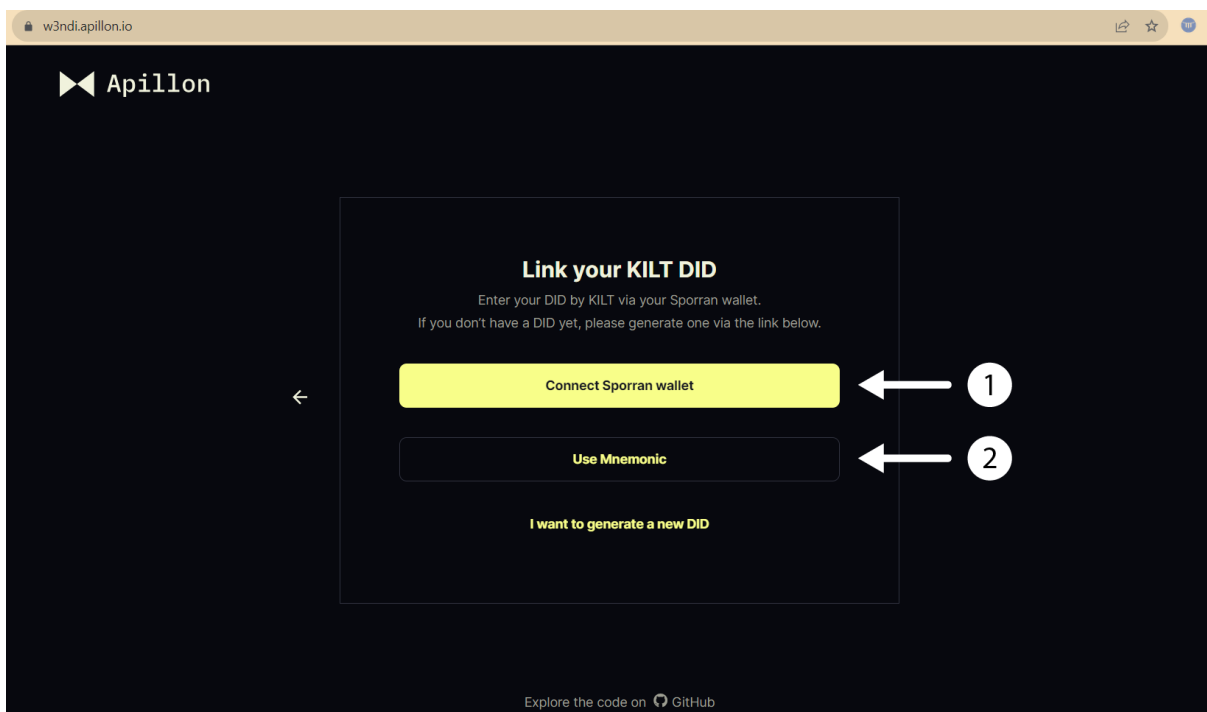 w3ndi.apillon.io
Apillon
Link your KILT DID
Enter your DID by KILT via your Sporran wallet.
If you don't have a DID yet, please generate one via the link below.
Connect Sporran wallet
1
Use Mnemonic
2
I want to generate a new DID
Explore the code on GitHub